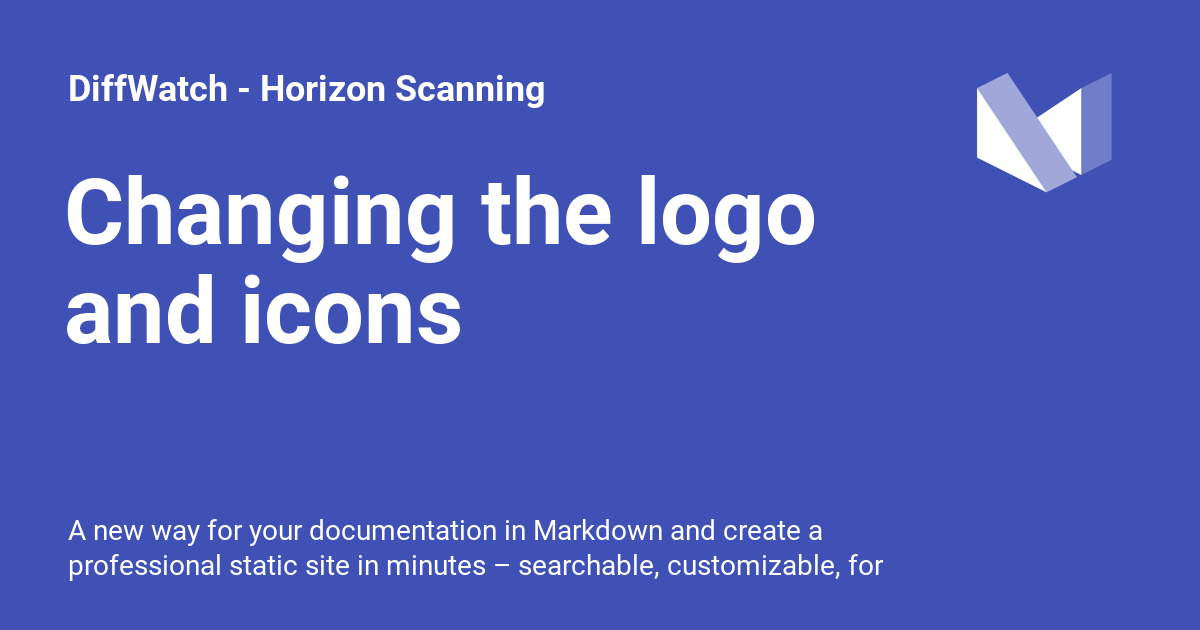 DiffWatch - Horizon Scanning
Changing the logo
and icons
A new way for your documentation in Markdown and create a
professional static site in minutes – searchable, customizable, for